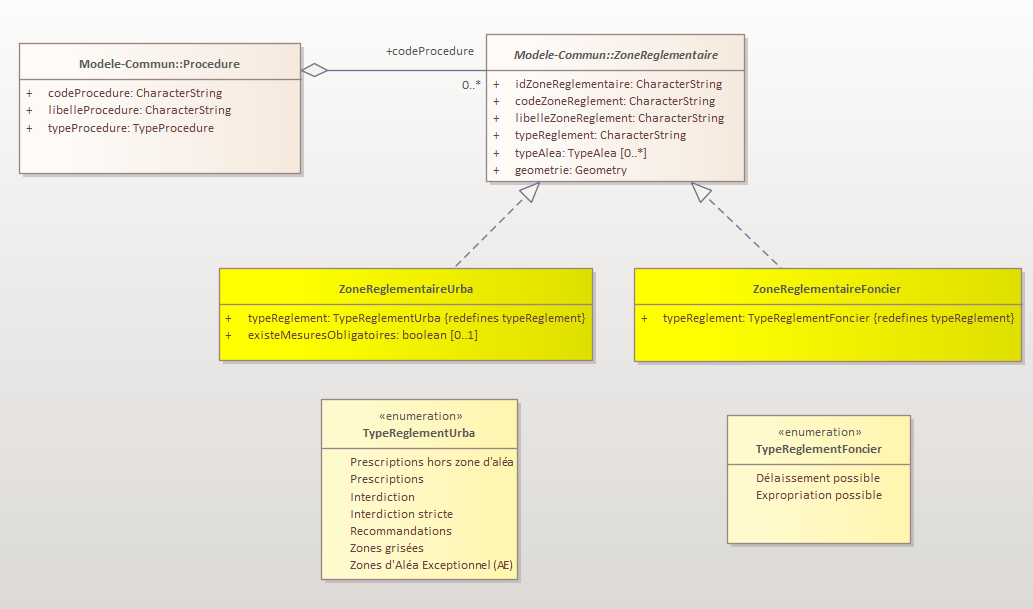 Modele-Commun::Procedure
+ codeProcedure: CharacterString
+ libelleProcedure: CharacterString
+ typeProcedure: TypeProcedure
+codeProcedure
0..*
Modele-Commun::ZoneReglementaire
+ idZoneReglementaire: CharacterString
+ codeZoneReglement: CharacterString
+ libelleZoneReglement: CharacterString
+ typeReglement: CharacterString
+ typeAlea: TypeAlea [0..*]
+ geometrie: Geometry
ZoneReglementaireUrba
+ typeReglement: TypeReglementUrba {redefines typeReglement}
+ existeMesuresObligatoires: boolean [0..1]
ZoneReglementaireFoncier
+ typeReglement: TypeReglementFoncier {redefines typeReglement}
«enumeration»
TypeReglementUrba
Prescriptions hors zone d'aléa
Prescriptions
Interdiction
Interdiction stricte
Recommandations
Zones grisées
Zones d'Aléa Exceptionnel (AE)
«enumeration»
TypeReglementFoncier
Délaissement possible
Expropriation possible